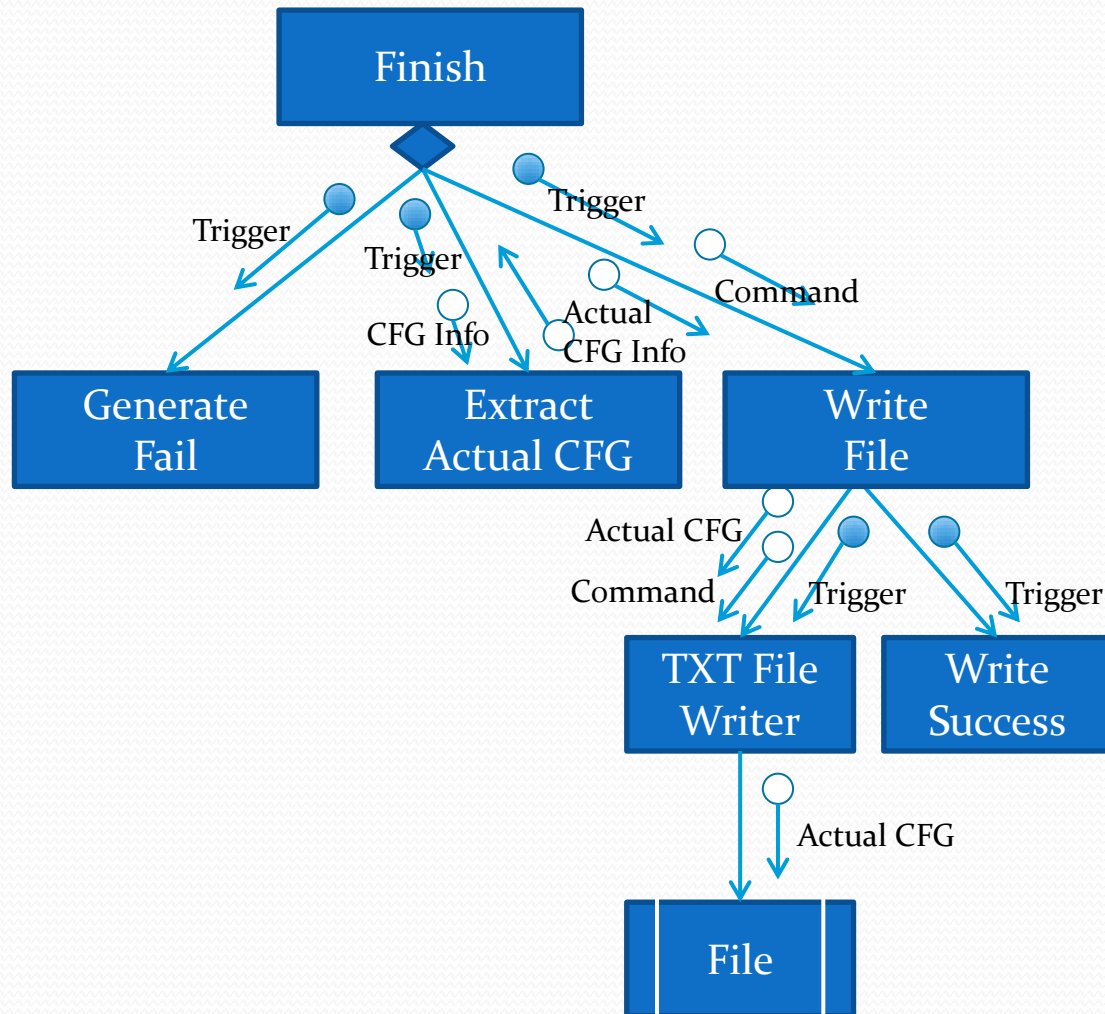 Finish
Trigger
Trigger
Trigger
Command
CFG Info
Actual
CFG Info
Generate
Fail
Extract
Actual CFG
Write
File
Actual CFG
Command
Trigger
Trigger
TXT File
Writer
Write
Success
Actual CFG
File